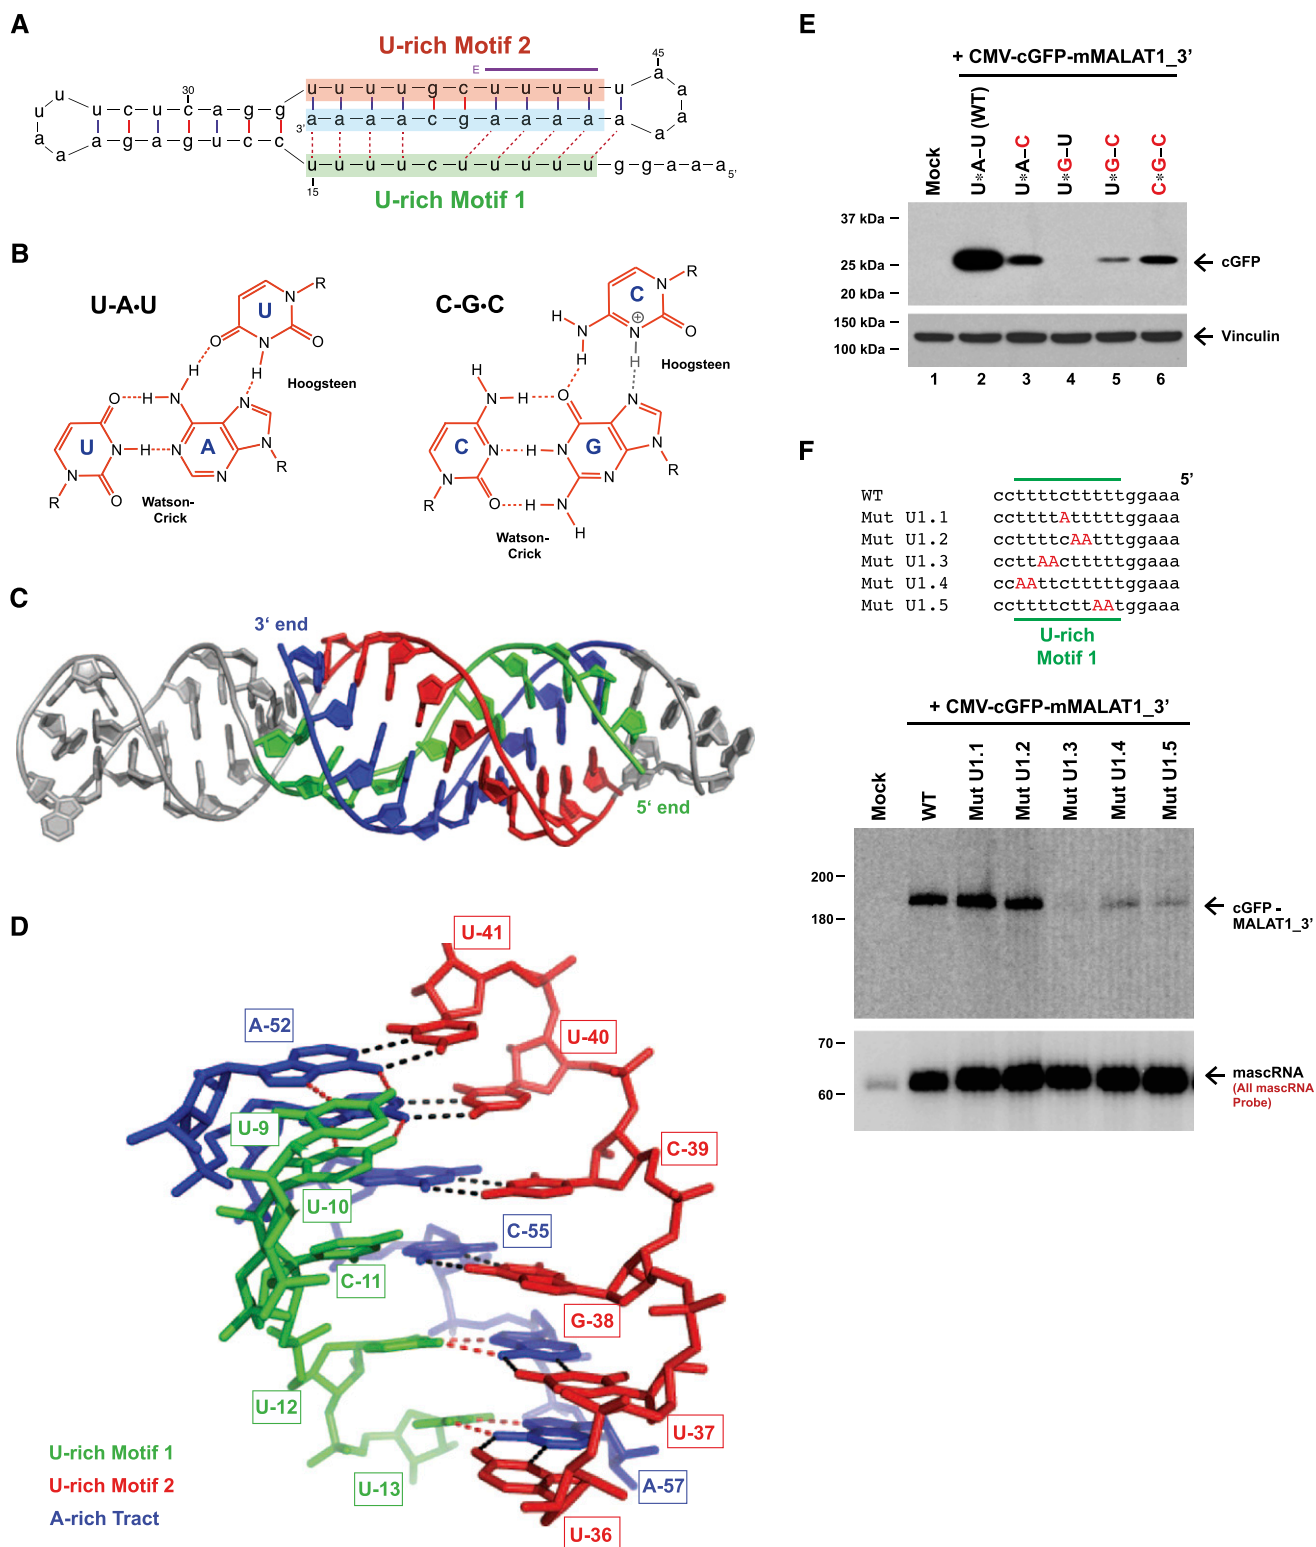 A
U-rich Motif 2
E
45
30
u u u c u c a g g u u u u g c u u u u u a a a a a
a a a g a g u c c 3' a a a a c g a a a a a
u u u u c u u u u u g g a a a 5'
15
U-rich Motif 1
B
U-A•U
C-G•C
U
N
R
O
N
O
H
H
Hoogsteen
O
H
N
N
U
N
H
N
A
N
N
R
N
O
R
Watson-
Crick
C
N
R
H
N
⊕
N
O
H
H
Hoogsteen
H
N
H
O
N
C
N
H
N
G
N
N
R
N
O
H
N
H
R
Watson-
Crick
C
3' end
5' end
D
U-41
A-52
U-40
U-9
C-39
U-10
C-55
C-11
G-38
U-12
U-37
U-13
A-57
U-36
U-rich Motif 1
U-rich Motif 2
A-rich Tract
E
+ CMV-cGFP-mMALAT1_3'
Mock
U*A–U (WT)
U*A–C
U*G–U
U*G–C
C*G–C
37 kDa
25 kDa
20 kDa
cGFP
150 kDa
100 kDa
Vinculin
1 2 3 4 5 6
F
5'
WT ccttttctttttggaaa
Mut U1.1 ccttttAtttttggaaa
Mut U1.2 ccttttcAAtttggaaa
Mut U1.3 ccttAActttttggaaa
Mut U1.4 ccAAttctttttggaaa
Mut U1.5 ccttttcttAAtggaaa
U-rich
Motif 1
+ CMV-cGFP-mMALAT1_3'
Mock
WT
Mut U1.1
Mut U1.2
Mut U1.3
Mut U1.4
Mut U1.5
200
180
cGFP -
MALAT1_3'
70
60
mascRNA
(All mascRNA
Probe)